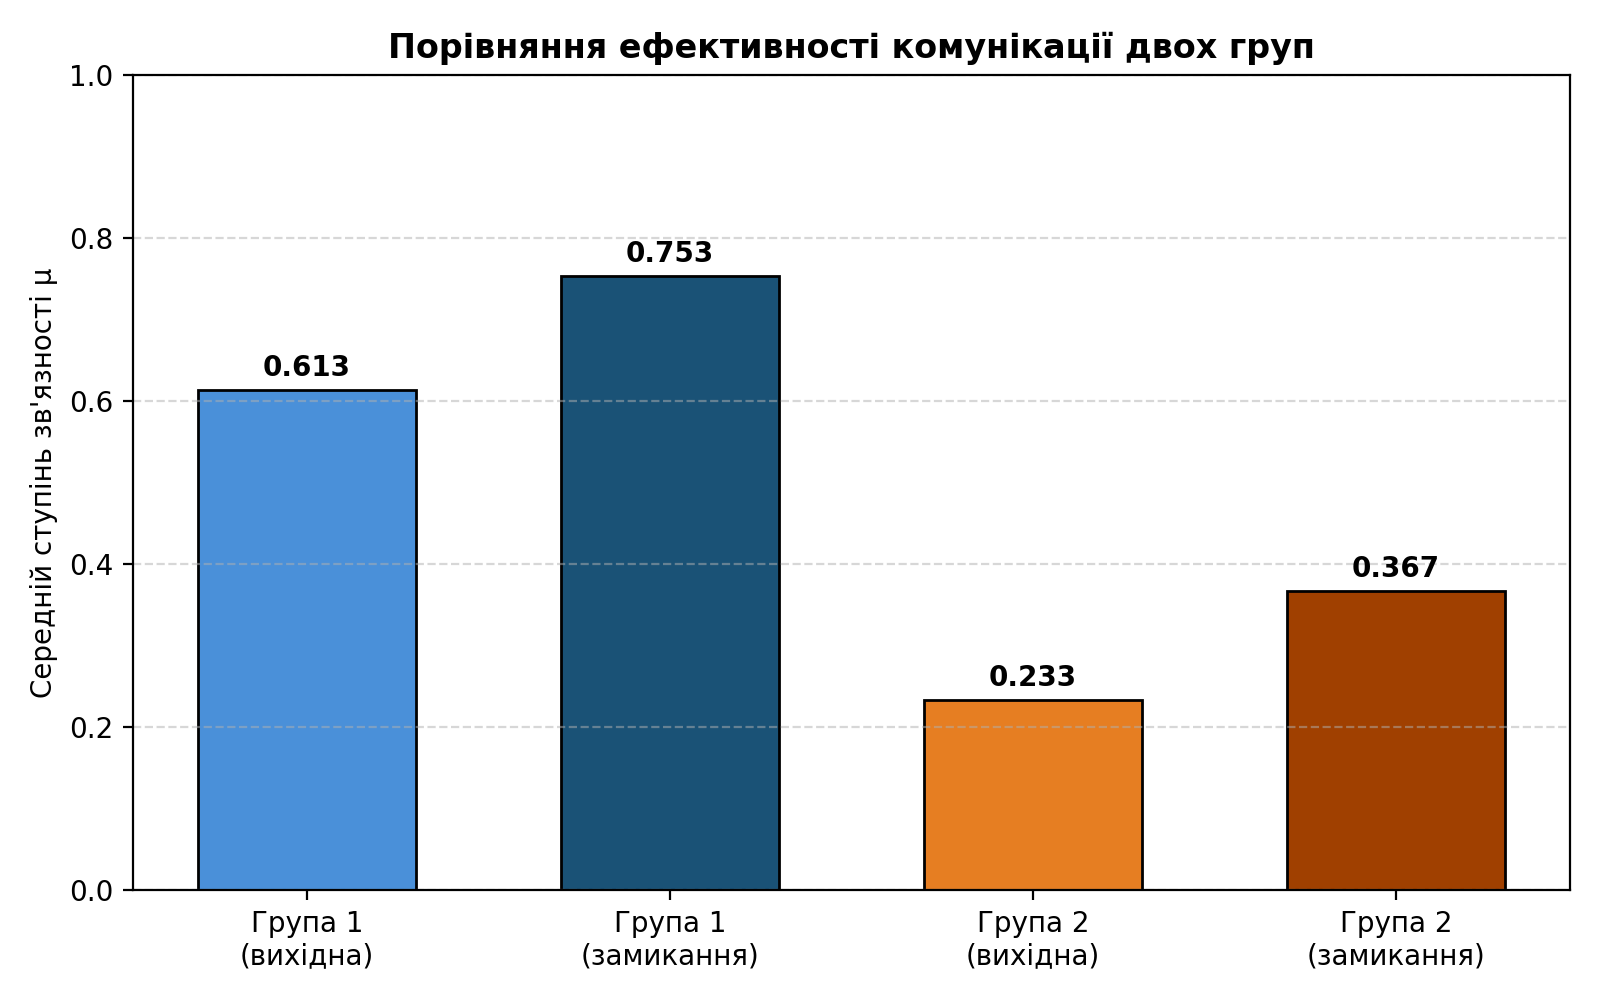 Порівняння ефективності комунікації двох груп
Середній ступінь зв'язності μ
1.0
0.8
0.6
0.4
0.2
0.0
0.613
0.753
0.233
0.367
Група 1
(вихідна)
Група 1
(замикання)
Група 2
(вихідна)
Група 2
(замикання)